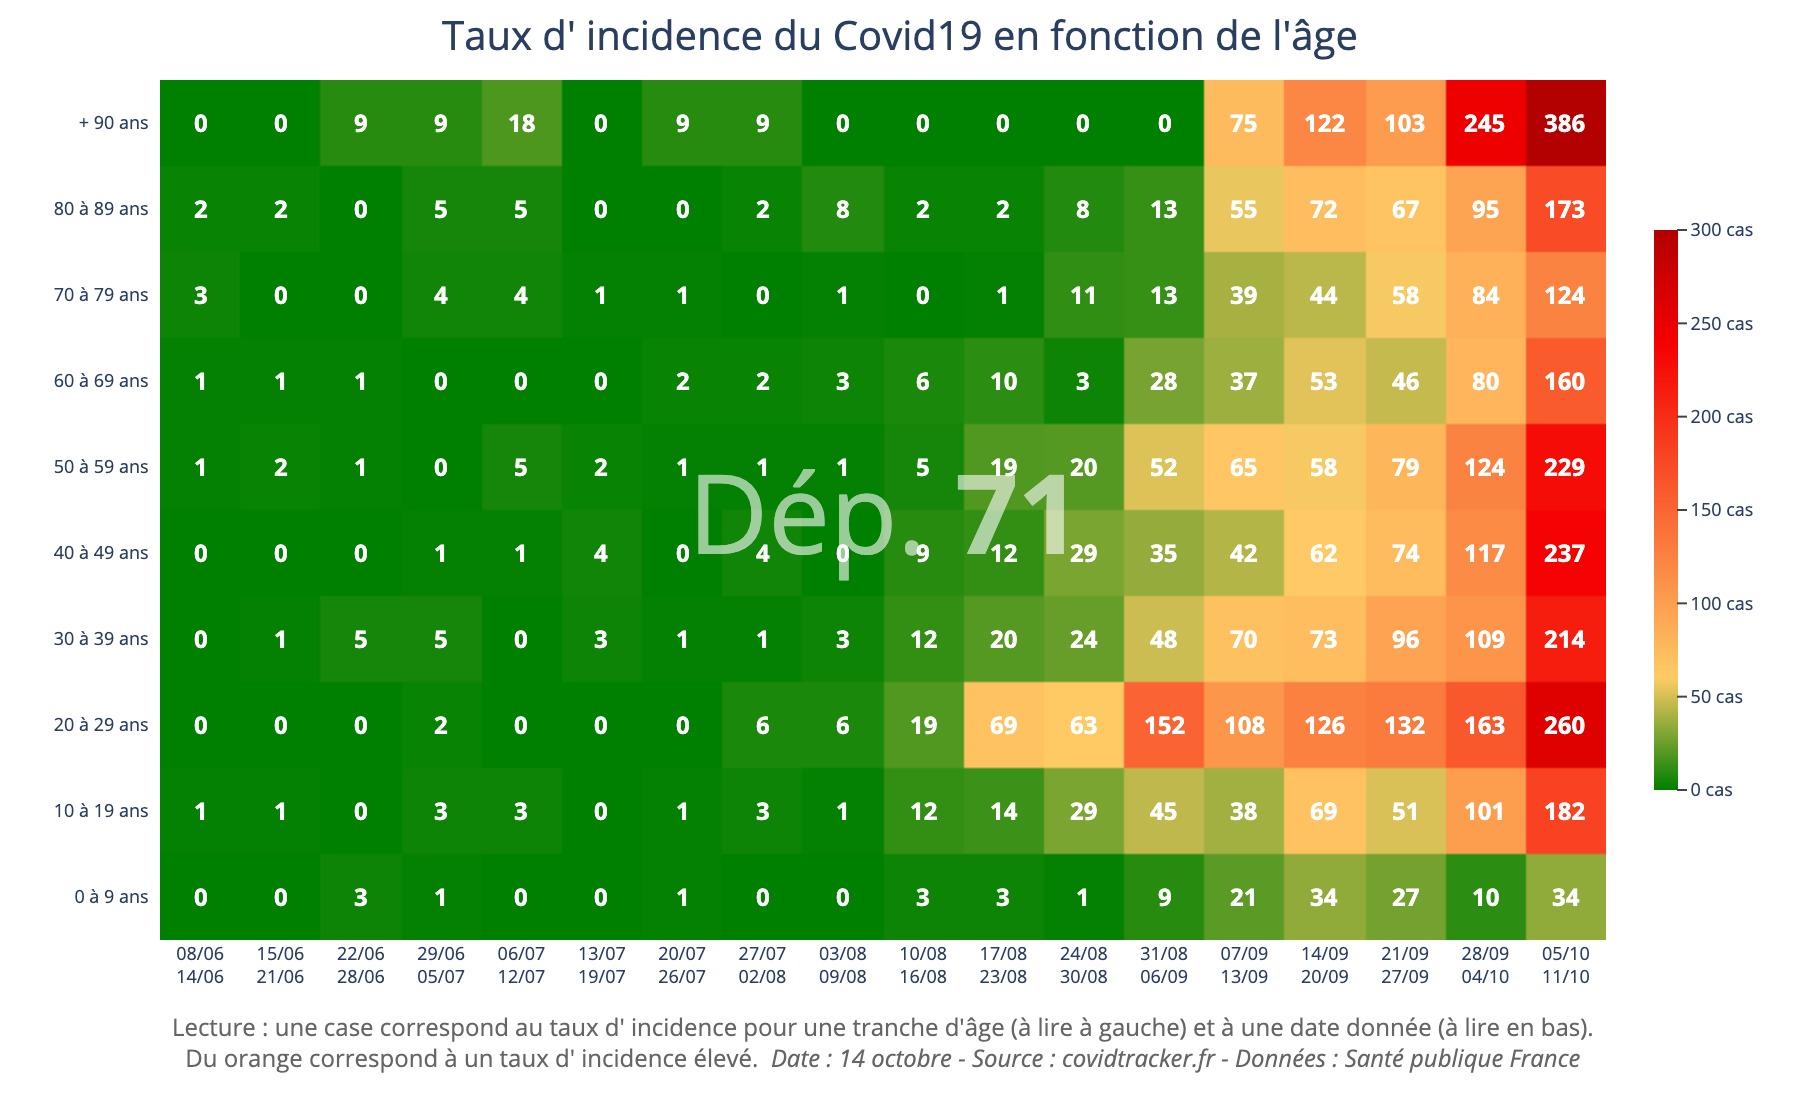 Taux d' incidence du Covid19 en fonction de l'âge
+ 90 ans 0 0 9 9 18 0 9 9 0 0 0 0 0 75 122 103 245 386
80 à 89 ans 2 2 0 5 5 0 0 2 8 2 2 8 13 55 72 67 95 173
70 à 79 ans 3 0 0 4 4 1 1 0 1 0 1 11 13 39 44 58 84 124
60 à 69 ans 1 1 1 0 0 0 2 2 3 6 10 3 28 37 53 46 80 160
50 à 59 ans 1 2 1 0 5 2 1 1 1 5 19 20 52 65 58 79 124 229
Dép. 71
40 à 49 ans 0 0 0 1 1 4 0 4 0 9 12 29 35 42 62 74 117 237
30 à 39 ans 0 1 5 5 0 3 1 1 3 12 20 24 48 70 73 96 109 214
20 à 29 ans 0 0 0 2 0 0 0 6 6 19 69 63 152 108 126 132 163 260
10 à 19 ans 1 1 0 3 3 0 1 3 1 12 14 29 45 38 69 51 101 182
0 à 9 ans 0 0 3 1 0 0 1 0 0 3 3 1 9 21 34 27 10 34
08/06 15/06 22/06 29/06 06/07 13/07 20/07 27/07 03/08 10/08 17/08 24/08 31/08 07/09 14/09 21/09 28/09 05/10
14/06 21/06 28/06 05/07 12/07 19/07 26/07 02/08 09/08 16/08 23/08 30/08 06/09 13/09 20/09 27/09 04/10 11/10
300 cas
250 cas
200 cas
150 cas
100 cas
50 cas
0 cas
Lecture : une case correspond au taux d' incidence pour une tranche d'âge (à lire à gauche) et à une date donnée (à lire en bas).
Du orange correspond à un taux d' incidence élevé. Date : 14 octobre - Source : covidtracker.fr - Données : Santé publique France